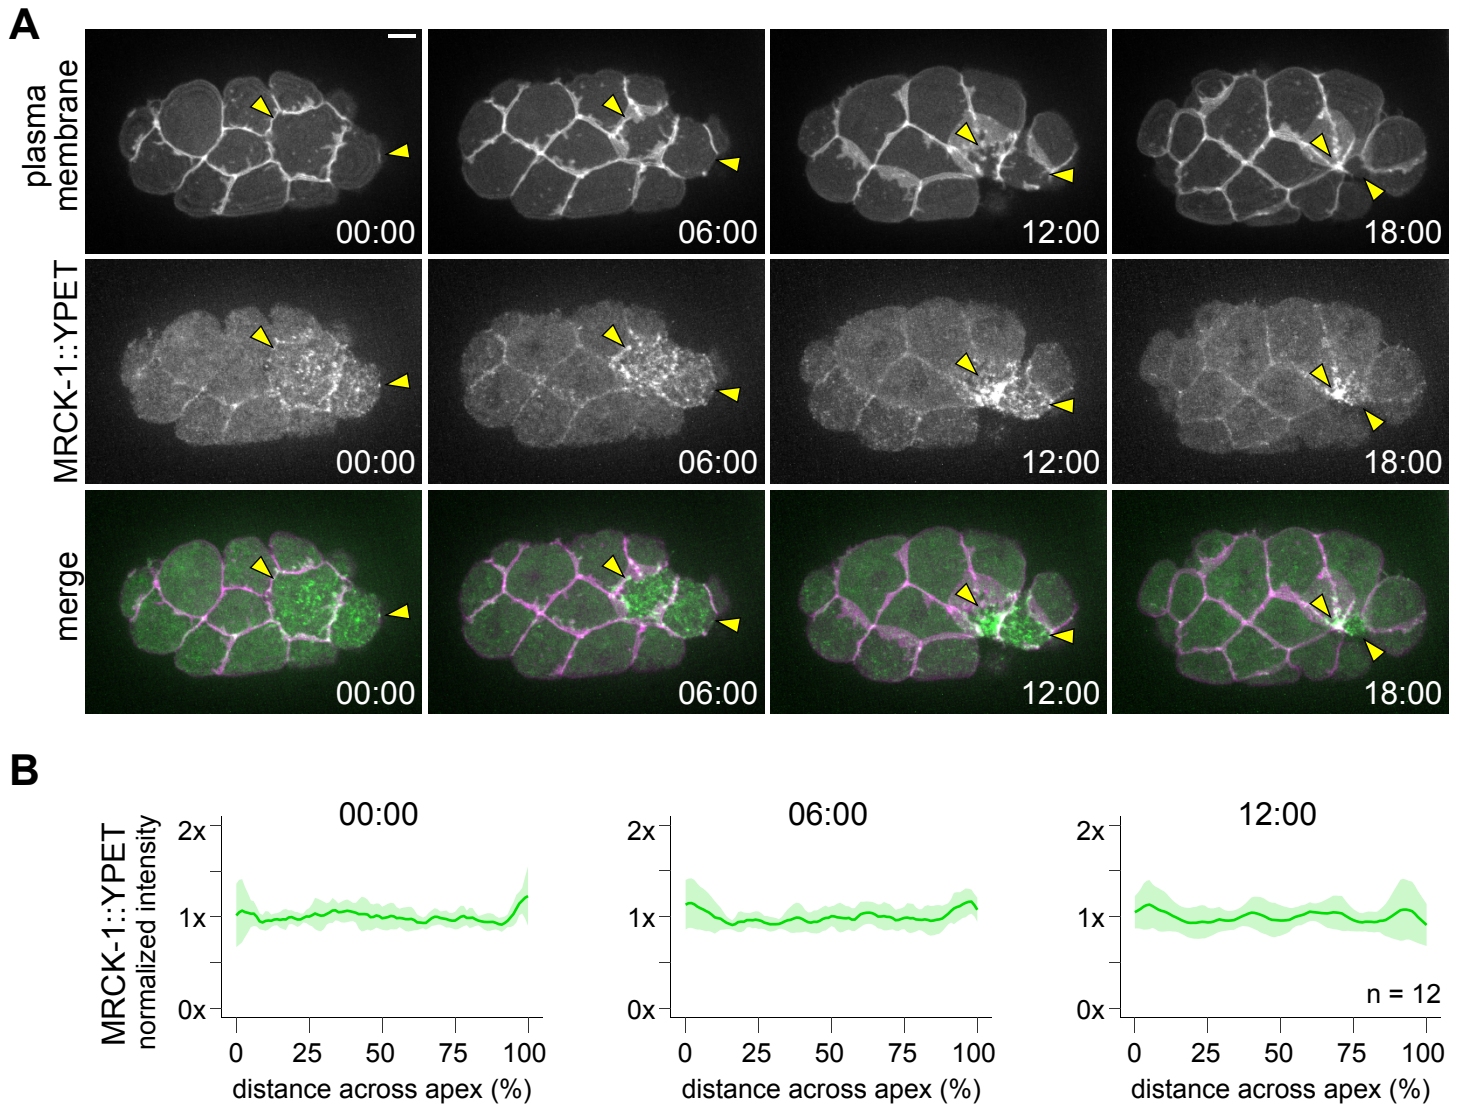 A
plasma
membrane
00:00
06:00
12:00
18:00
MRCK-1::YPET
00:00
06:00
12:00
18:00
merge
00:00
06:00
12:00
18:00
B
MRCK-1::YPET
normalized intensity
00:00
2x
1x
0x
0 25 50 75 100
distance across apex (%)
06:00
2x
1x
0x
0 25 50 75 100
distance across apex (%)
12:00
2x
1x
0x
n = 12
0 25 50 75 100
distance across apex (%)